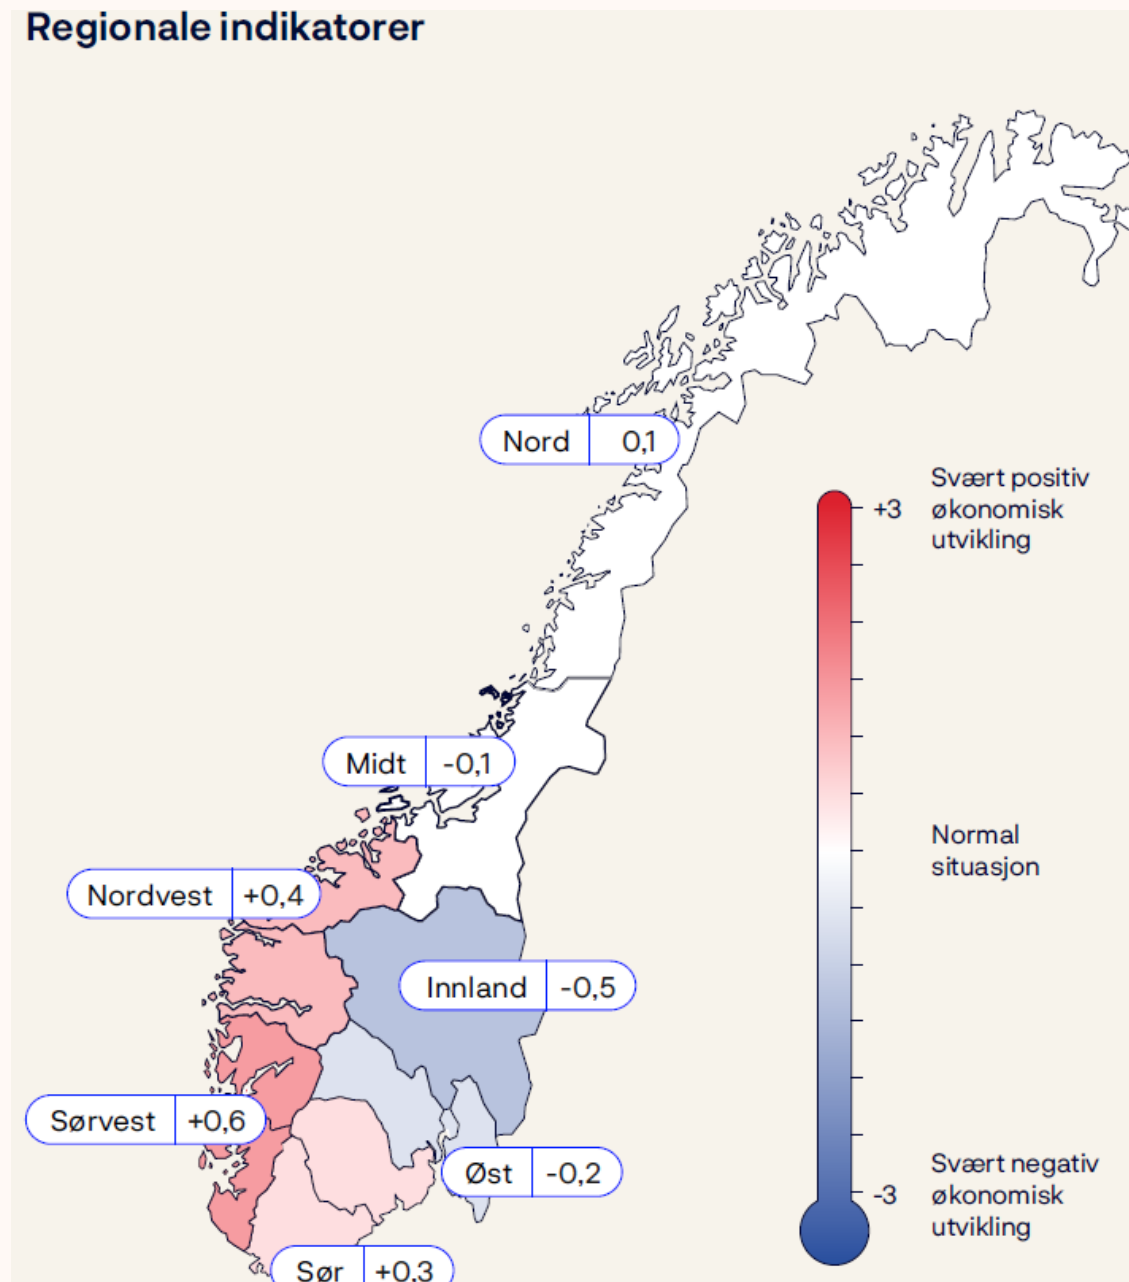 Regionale indikatorer
Nord 0,1
Svært positiv
+3 økonomisk
utvikling
Midt -0,1
Normal
situasjon
Nordvest +0,4
Innland -0,5
Sørvest +0,6
Øst -0,2
Svært negativ
-3 økonomisk
utvikling
Sør +0,3